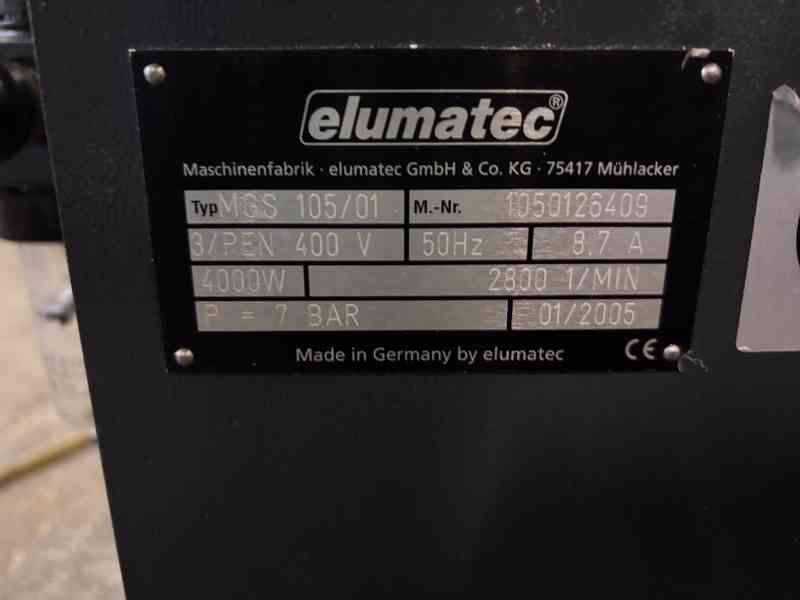 elumatec®
Maschinenfabrik · elumatec GmbH & Co. KG · 75417 Mühlacker
Typ MGS 105/01 M.-Nr. 1050126409
3/PEN 400 V 50Hz 8.7 A
4000W 2800 1/MIN
P = 7 BAR 01/2005
Made in Germany by elumatec CE